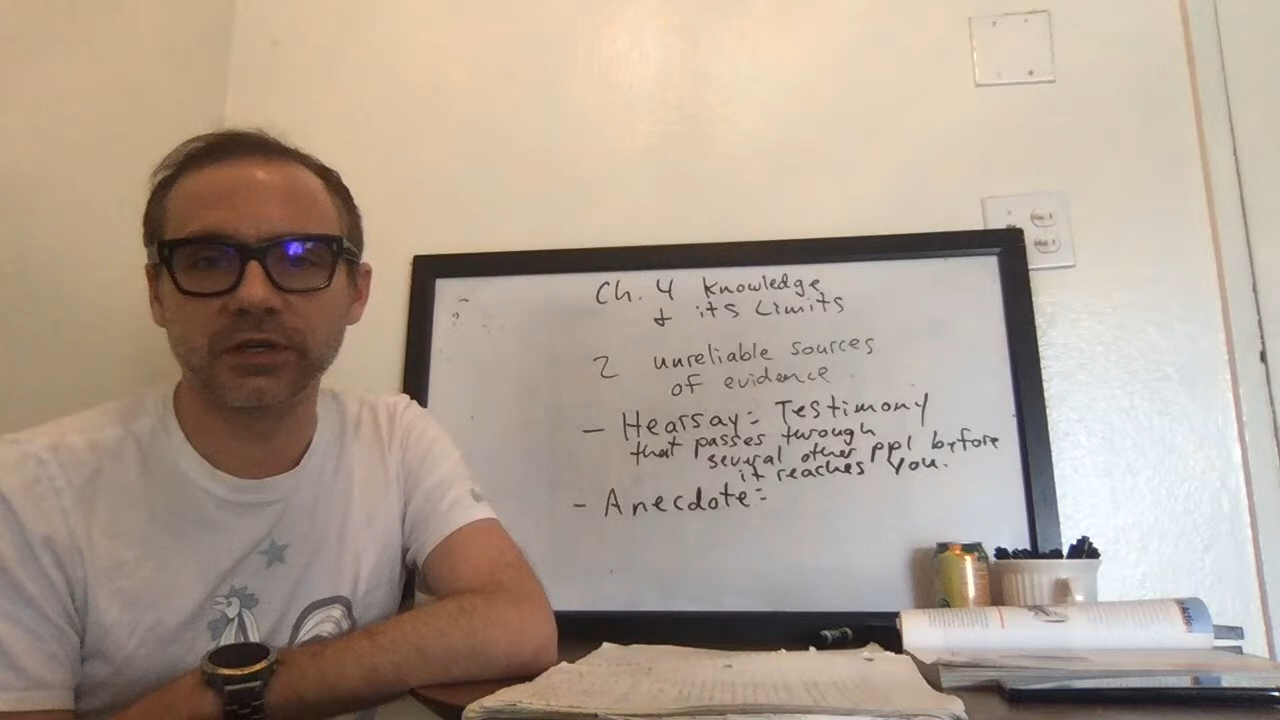 Ch. 4 Knowledge
& its Limits
2 unreliable sources
of evidence
- Hearsay: Testimony
that passes through
several other ppl before
it reaches you.
- Anecdote: